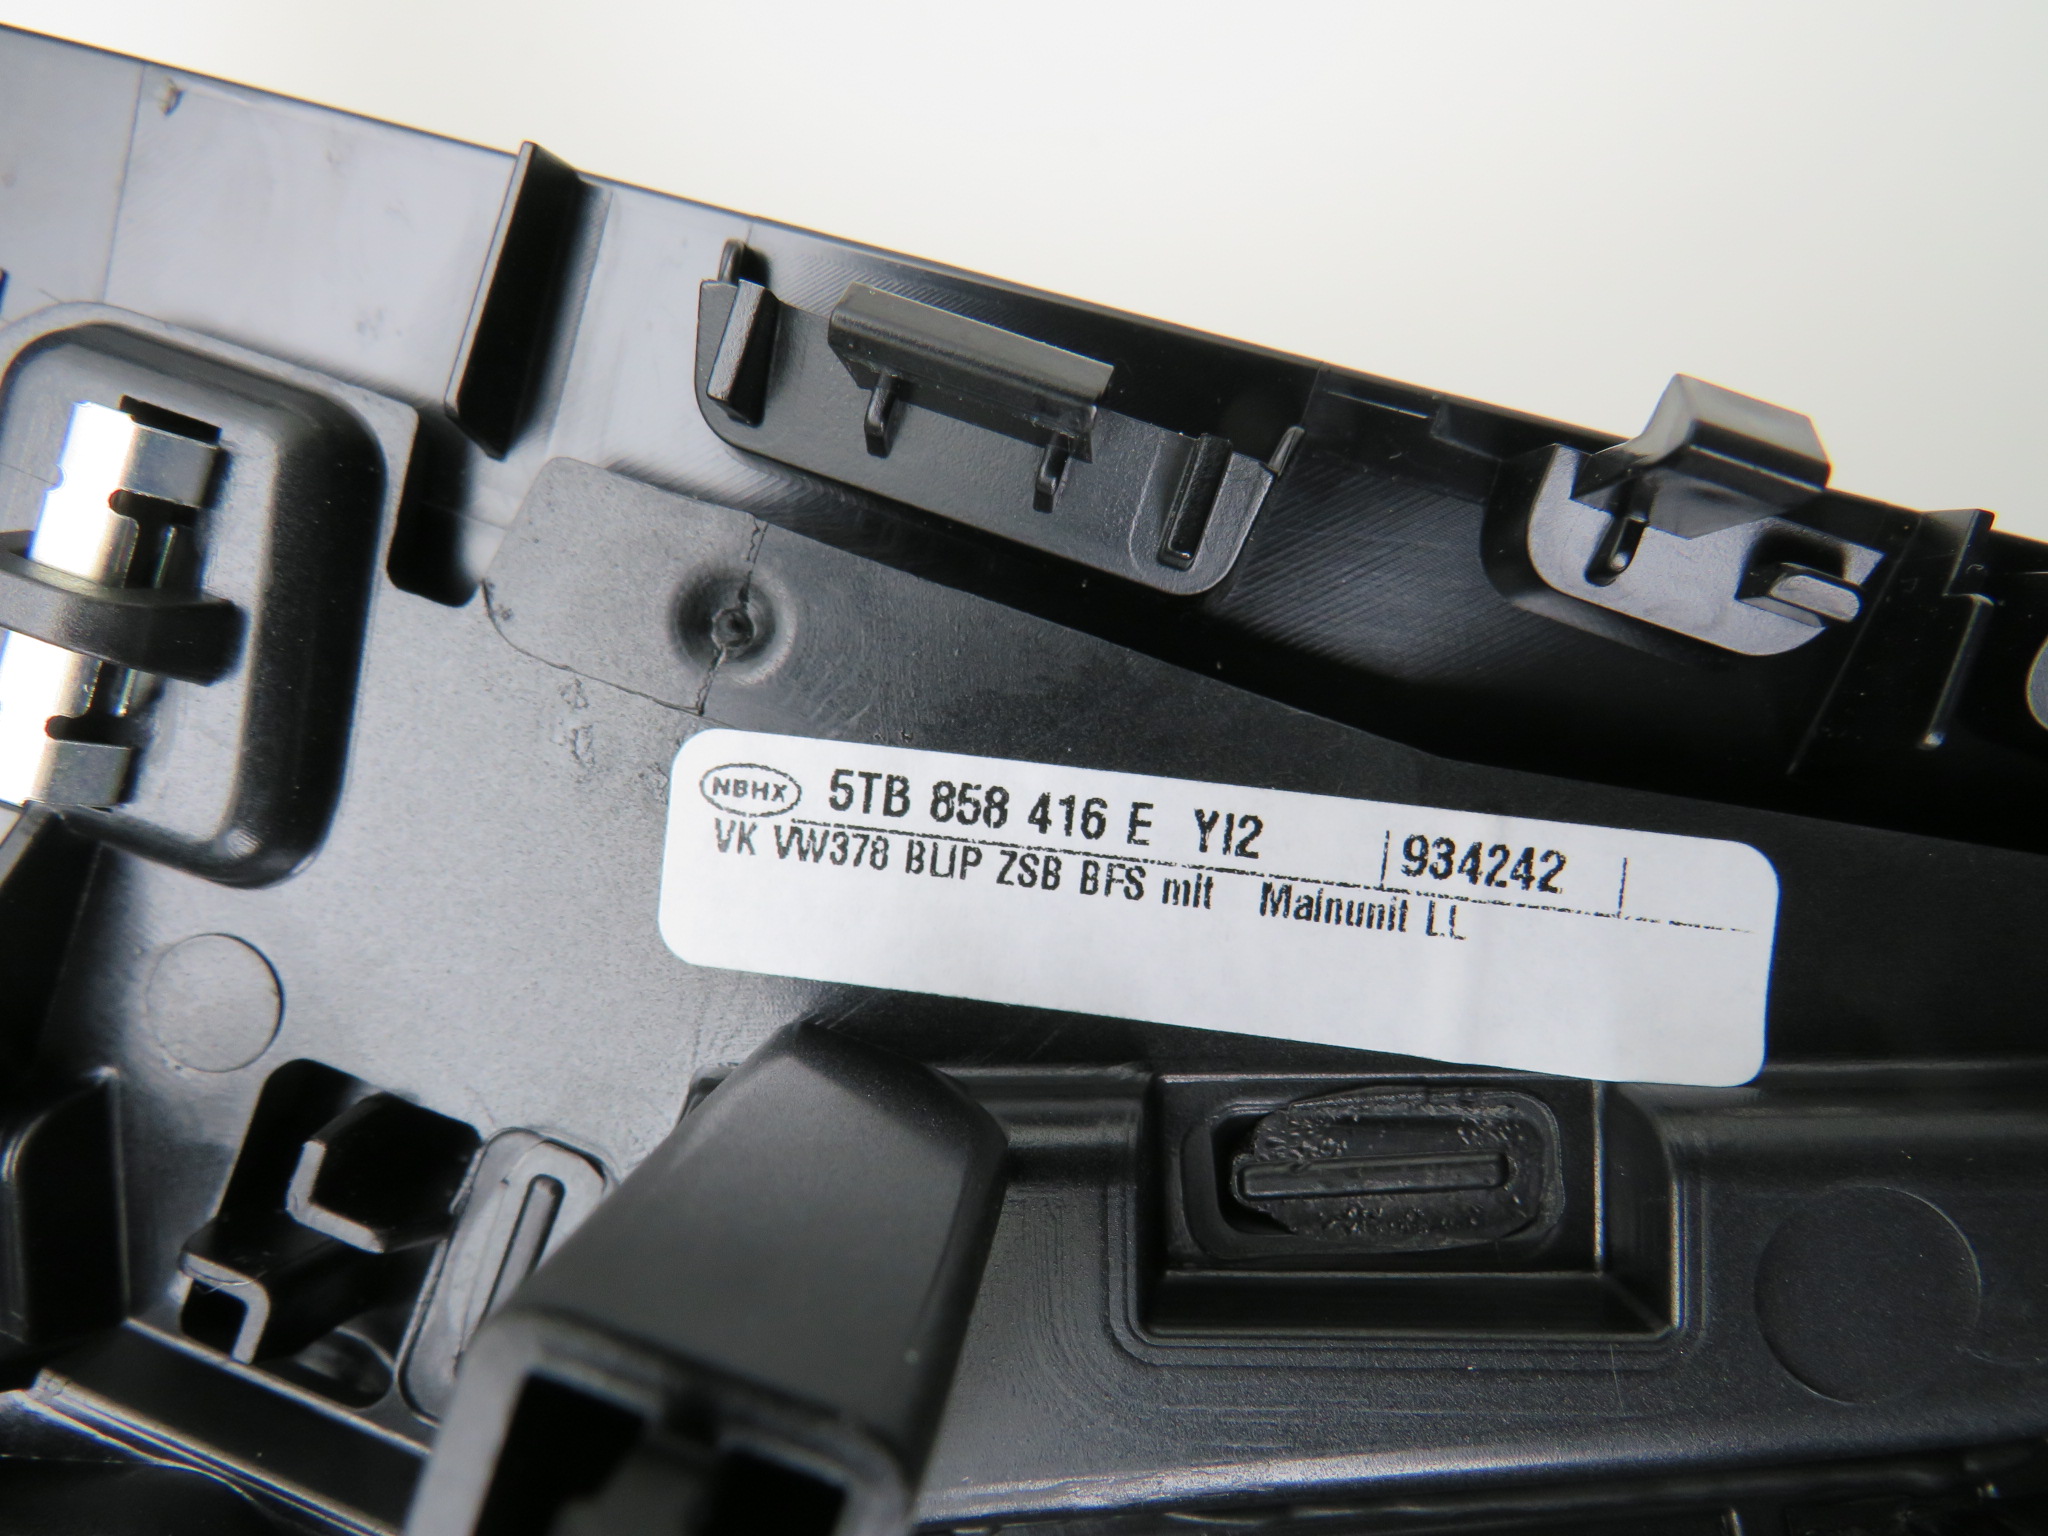 NBHX 5TB 858 416 E YI2 934242
VK VW378 BLIP ZSB BFS mit Mainunit LL